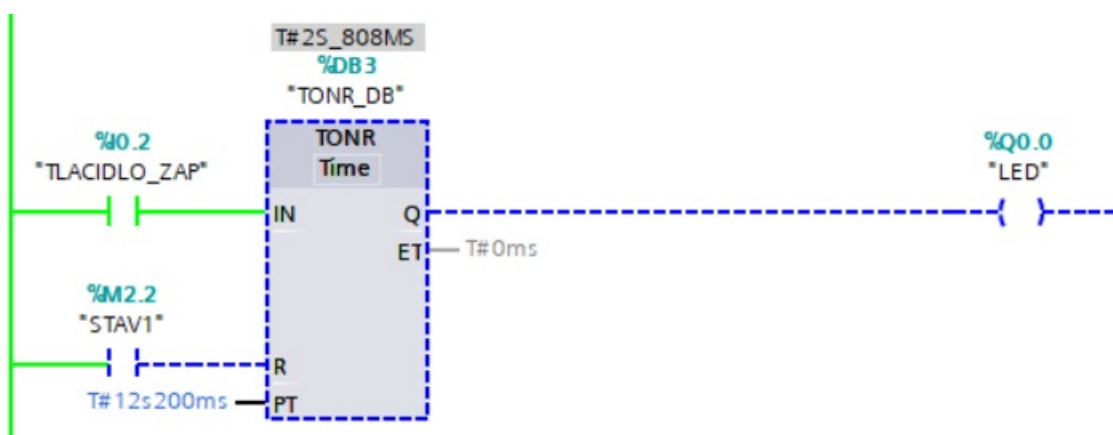 T#2S_808MS
%DB3
"TONR_DB"
TONR
Time
%I0.2
"TLACIDLO_ZAP"
%Q0.0
"LED"
IN
Q
ET
T#0ms
%M2.2
"STAV1"
R
T#12s200ms
PT